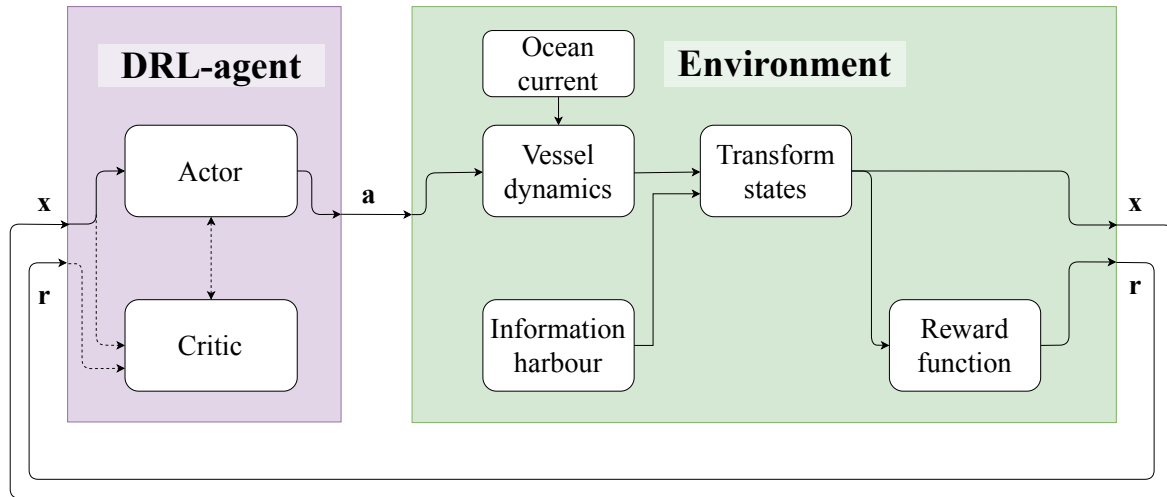 DRL-agent
Environment
Ocean
current
Actor
Vessel
dynamics
Transform
states
x
a
x
r
r
Critic
Information
harbour
Reward
function